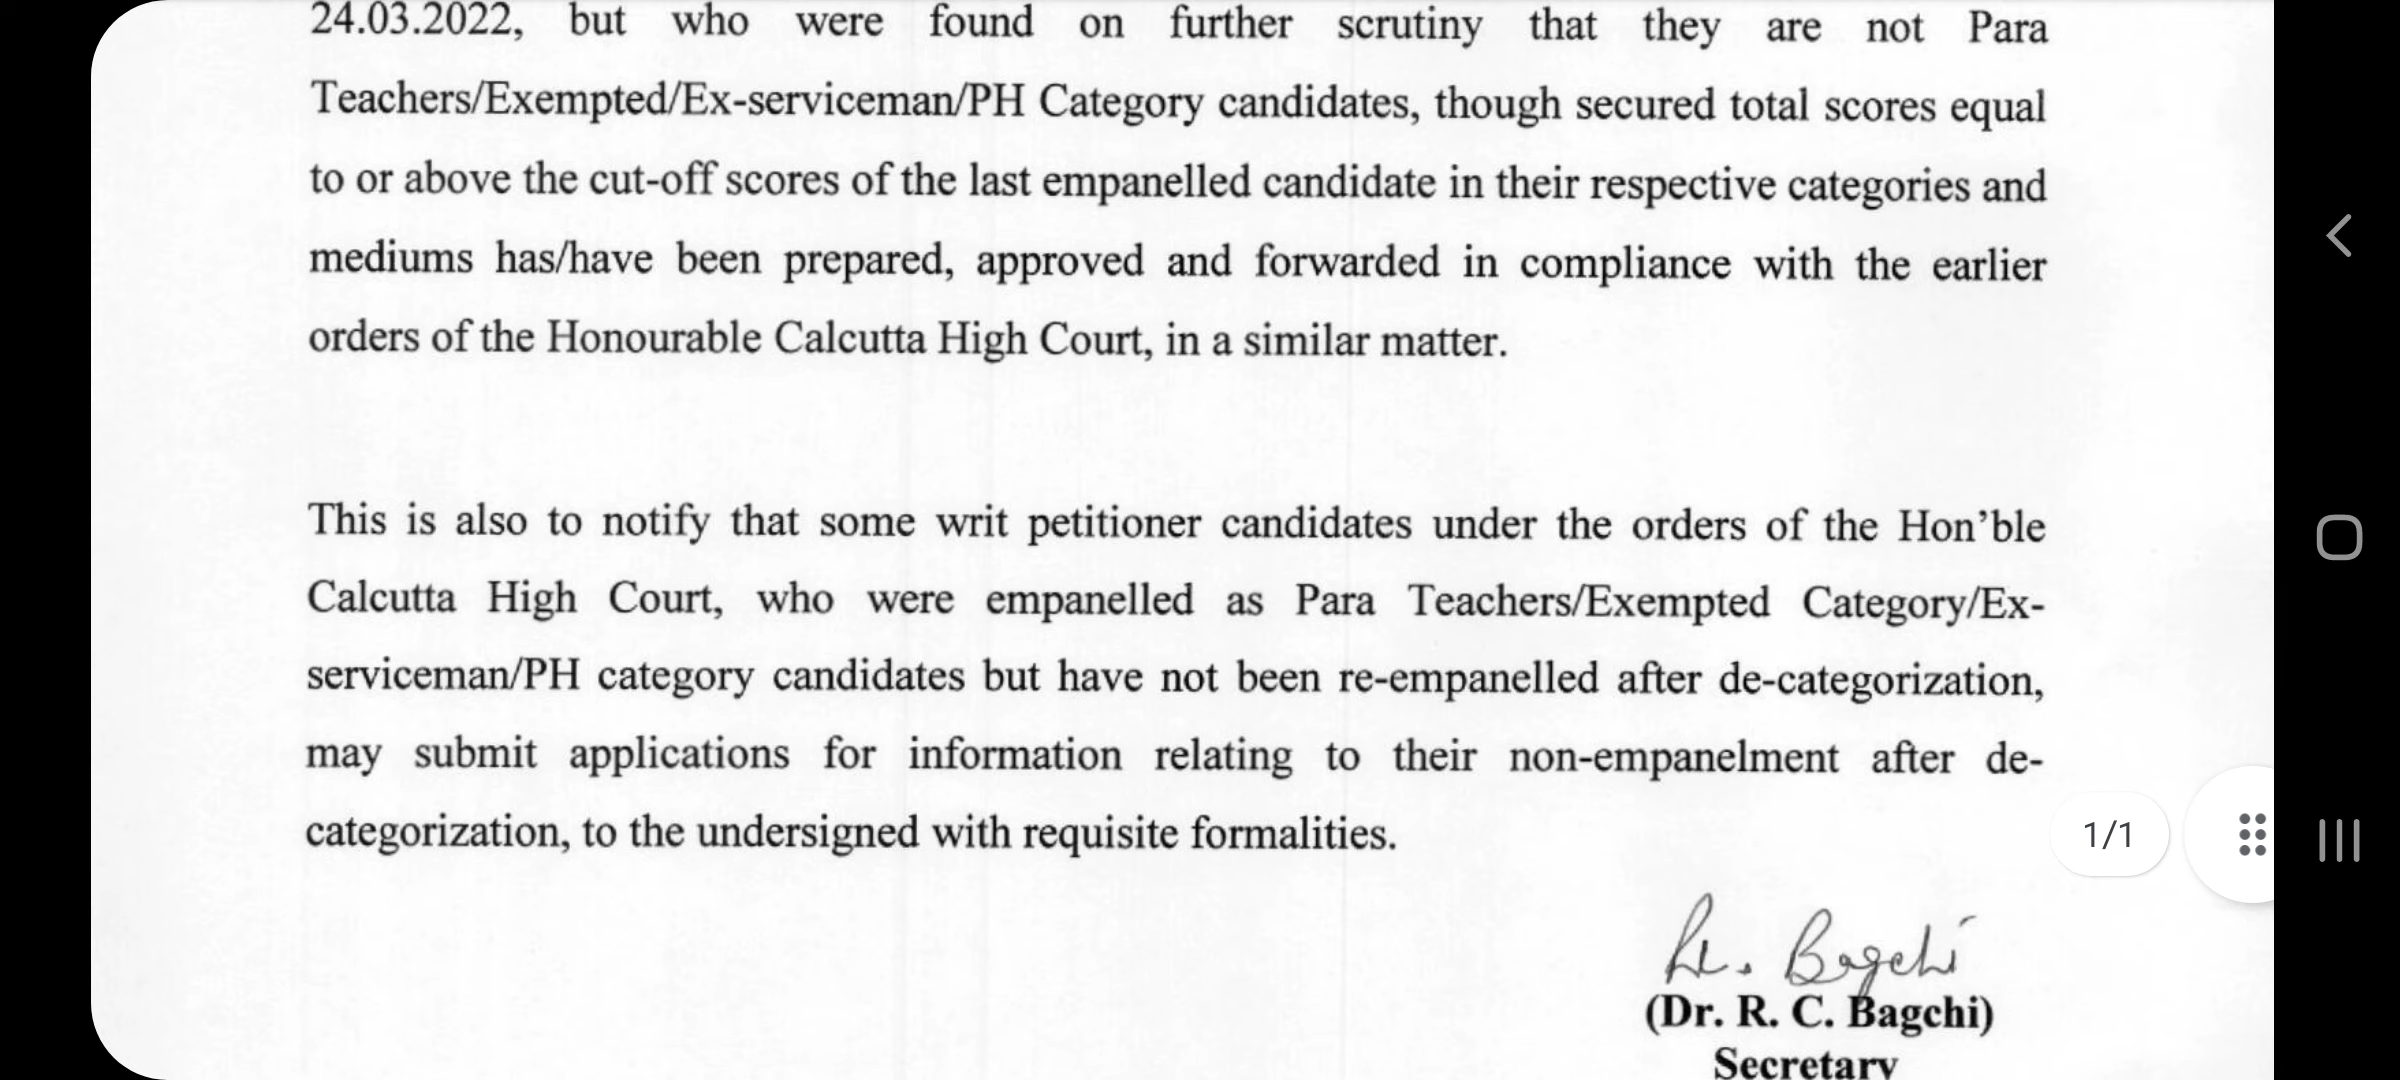 24.03.2022, but who were found on further scrutiny that they are not Para
Teachers/Exempted/Ex-serviceman/PH Category candidates, though secured total scores equal
to or above the cut-off scores of the last empanelled candidate in their respective categories and
mediums has/have been prepared, approved and forwarded in compliance with the earlier
orders of the Honourable Calcutta High Court, in a similar matter.
This is also to notify that some writ petitioner candidates under the orders of the Hon’ble
Calcutta High Court, who were empanelled as Para Teachers/Exempted Category/Ex-
serviceman/PH category candidates but have not been re-empanelled after de-categorization,
may submit applications for information relating to their non-empanelment after de-
categorization, to the undersigned with requisite formalities.
1/1
R. Bagchi
(Dr. R. C. Bagchi)
Secretary